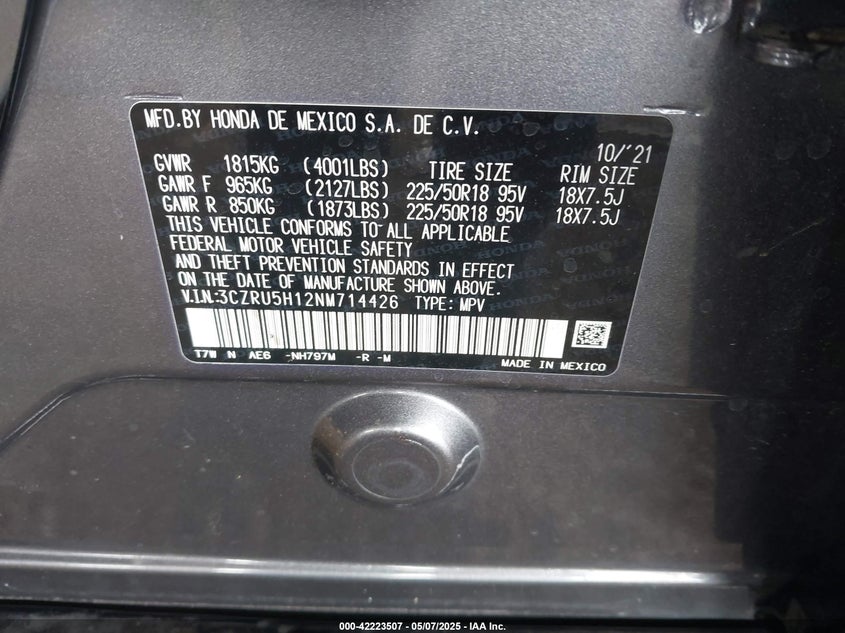 MFD.BY HONDA DE MEXICO S.A. DE C.V.
10/'21
GVWR 1815KG (4001LBS) TIRE SIZE RIM SIZE
GAWR F 965KG (2127LBS) 225/50R18 95V 18X7.5J
GAWR R 850KG (1873LBS) 225/50R18 95V 18X7.5J
THIS VEHICLE CONFORMS TO ALL APPLICABLE
FEDERAL MOTOR VEHICLE SAFETY
AND THEFT PREVENTION STANDARDS IN EFFECT
ON THE DATE OF MANUFACTURE SHOWN ABOVE.
V.I.N:3CZRU5H12NM714426 TYPE: MPV
T7W N AE6 -NH797M -R -M
MADE IN MEXICO
000-42223507 - 05/07/2025 - IAA Inc.